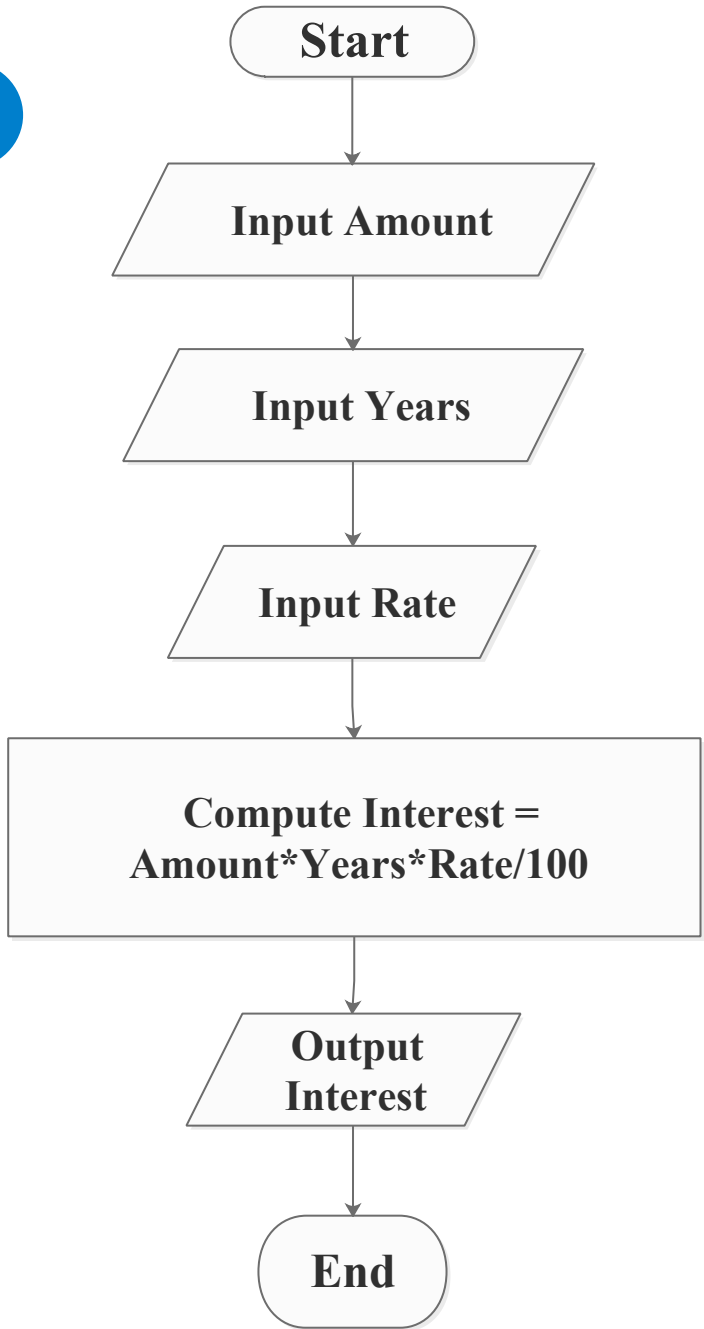 Start
Input Amount
Input Years
Input Rate
Compute Interest =
Amount*Years*Rate/100
Output
Interest
End